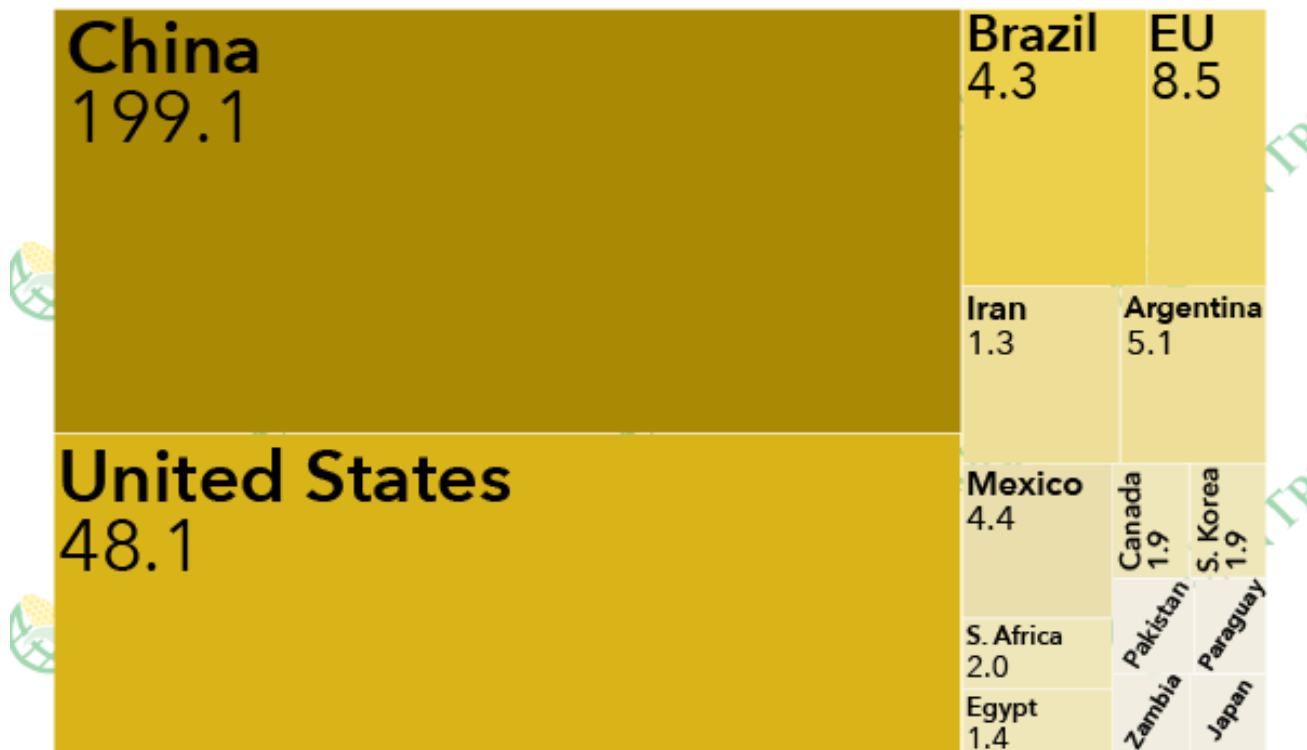 China
199.1
United States
48.1
Brazil
4.3
EU
8.5
Iran
1.3
Argentina
5.1
Mexico
4.4
Canada
1.9
S. Korea
1.9
S. Africa
2.0
Egypt
1.4
Pakistan
Paraguay
Zambia
Japan